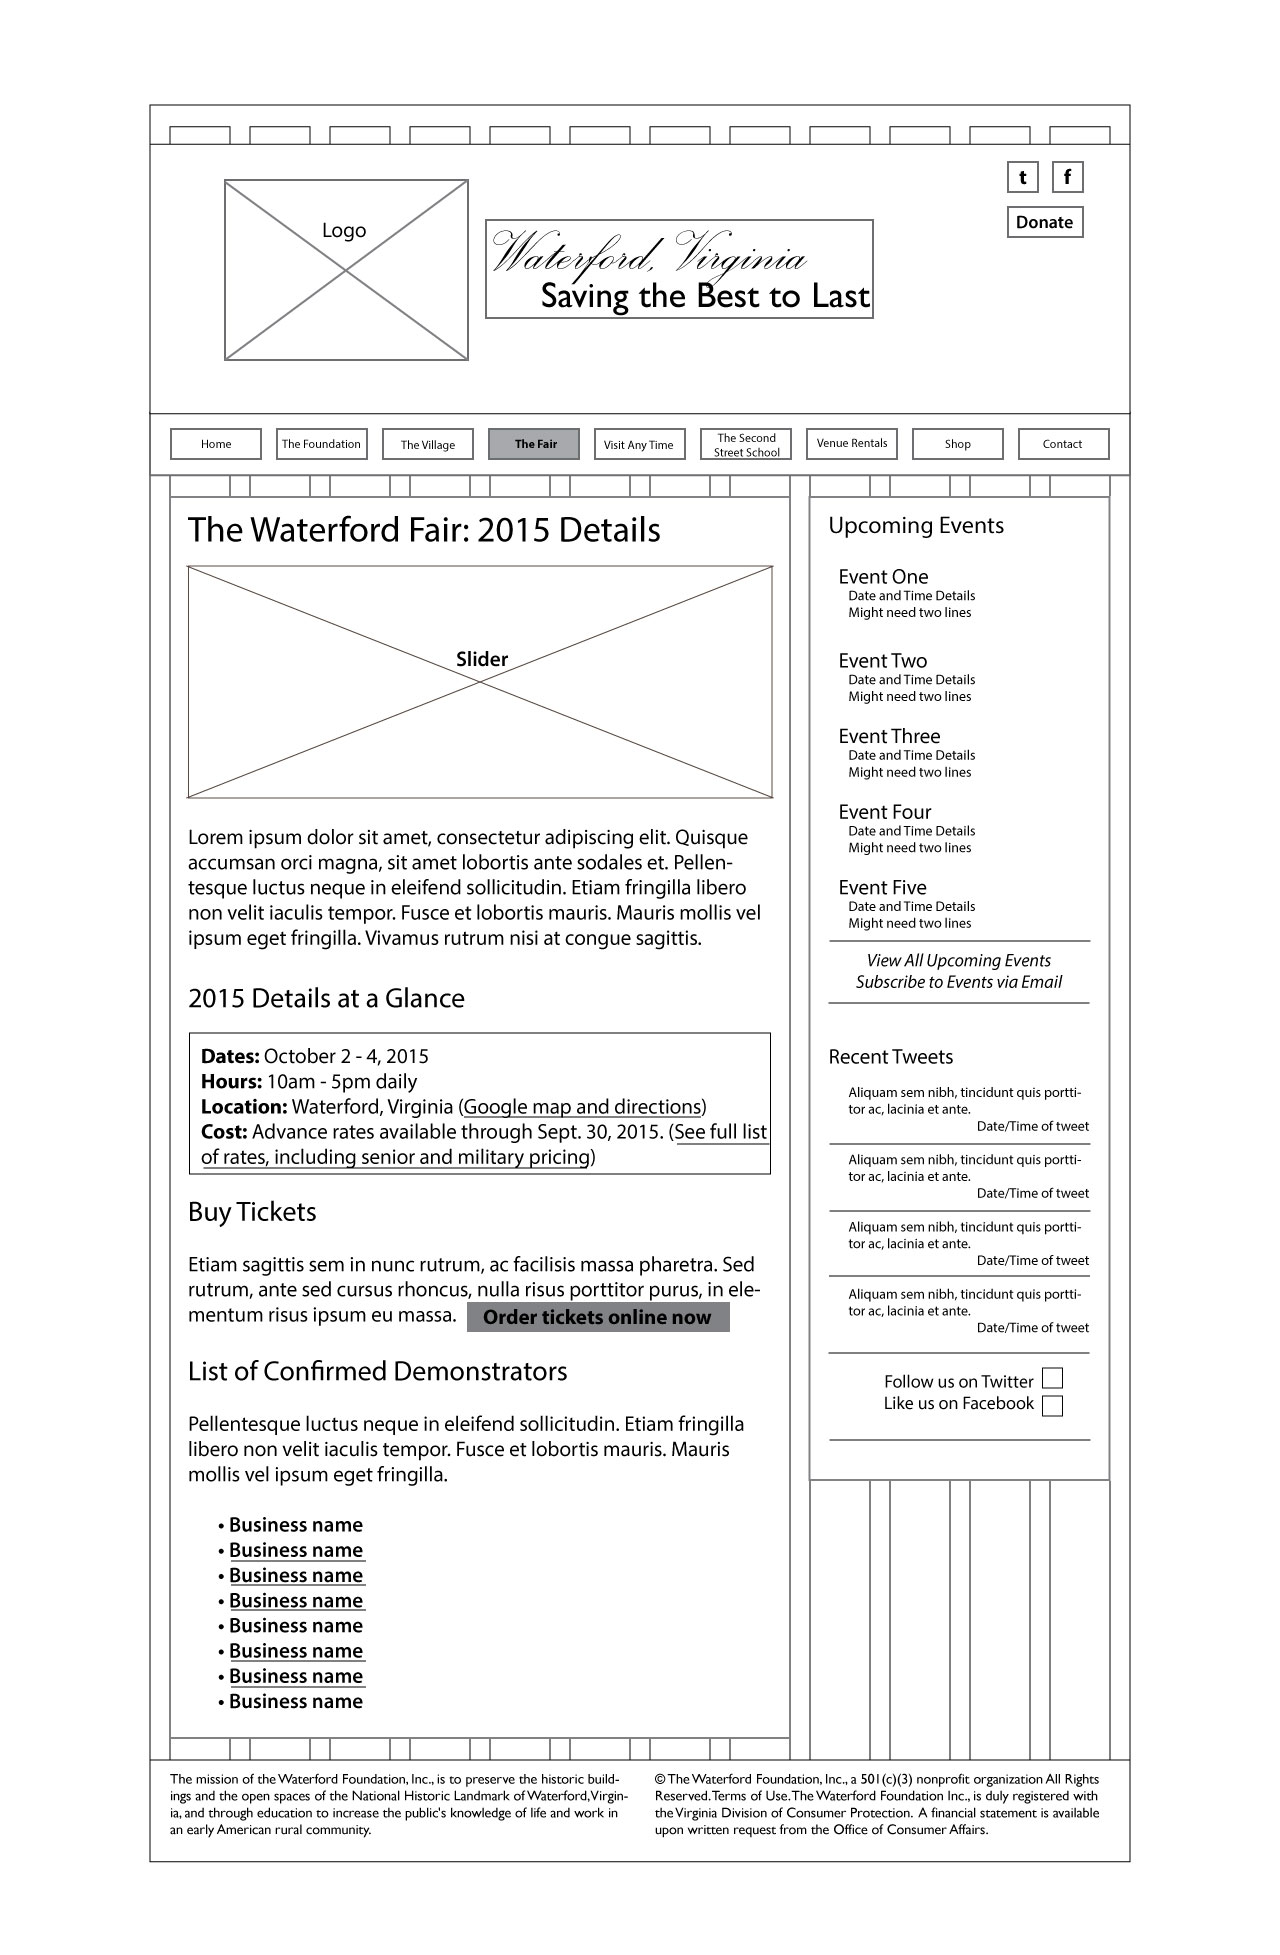 t f
Donate
Logo
Waterford, Virginia
Saving the Best to Last
Home
The Foundation
The Village
The Fair
Visit Any Time
The Second
Street School
Venue Rentals
Shop
Contact
The Waterford Fair: 2015 Details
Slider
Lorem ipsum dolor sit amet, consectetur adipiscing elit. Quisque
accumsan orci magna, sit amet lobortis ante sodales et. Pellen-
tesque luctus neque in eleifend sollicitudin. Etiam fringilla libero
non velit iaculis tempor. Fusce et lobortis mauris. Mauris mollis vel
ipsum eget fringilla. Vivamus rutrum nisi at congue sagittis.
2015 Details at a Glance
Dates: October 2 - 4, 2015
Hours: 10am - 5pm daily
Location: Waterford, Virginia (Google map and directions)
Cost: Advance rates available through Sept. 30, 2015. (See full list
of rates, including senior and military pricing)
Buy Tickets
Etiam sagittis sem in nunc rutrum, ac facilisis massa pharetra. Sed
rutrum, ante sed cursus rhoncus, nulla risus porttitor purus, in ele-
mentum risus ipsum eu massa. Order tickets online now
List of Confirmed Demonstrators
Pellentesque luctus neque in eleifend sollicitudin. Etiam fringilla
libero non velit iaculis tempor. Fusce et lobortis mauris. Mauris
mollis vel ipsum eget fringilla.
• Business name
• Business name
• Business name
• Business name
• Business name
• Business name
• Business name
• Business name
Upcoming Events
Event One
Date and Time Details
Might need two lines
Event Two
Date and Time Details
Might need two lines
Event Three
Date and Time Details
Might need two lines
Event Four
Date and Time Details
Might need two lines
Event Five
Date and Time Details
Might need two lines
View All Upcoming Events
Subscribe to Events via Email
Recent Tweets
Aliquam sem nibh, tincidunt quis portti-
tor ac, lacinia et ante.
Date/Time of tweet
Aliquam sem nibh, tincidunt quis portti-
tor ac, lacinia et ante.
Date/Time of tweet
Aliquam sem nibh, tincidunt quis portti-
tor ac, lacinia et ante.
Date/Time of tweet
Aliquam sem nibh, tincidunt quis portti-
tor ac, lacinia et ante.
Date/Time of tweet
Follow us on Twitter
Like us on Facebook
The mission of the Waterford Foundation, Inc., is to preserve the historic build-
ings and the open spaces of the National Historic Landmark of Waterford, Virgin-
ia, and through education to increase the public's knowledge of life and work in
an early American rural community.
© The Waterford Foundation, Inc., a 501(c)(3) nonprofit organization All Rights
Reserved. Terms of Use. The Waterford Foundation Inc., is duly registered with
the Virginia Division of Consumer Protection. A financial statement is available
upon written request from the Office of Consumer Affairs.